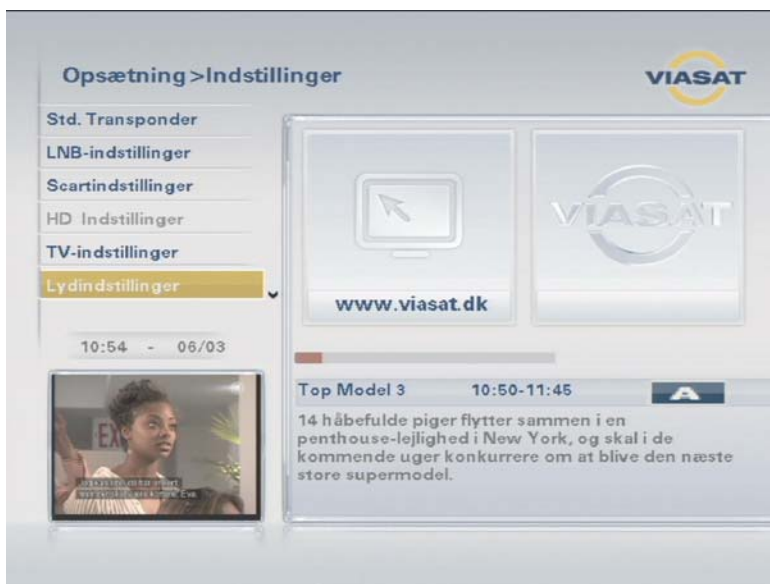 Opsætning>Indstillinger
VIASAT
Std. Transponder
LNB-indstillinger
Scartindstillinger
HD Indstillinger
TV-indstillinger
Lydindstillinger
VIASAT
www.viasat.dk
10:54 - 06/03
Top Model 3 10:50-11:45 A
14 håbefulde piger flytter sammen i en
penthouse-lejlighed i New York, og skal i de
kommende uger konkurrere om at blive den næste
store supermodel.
EXI